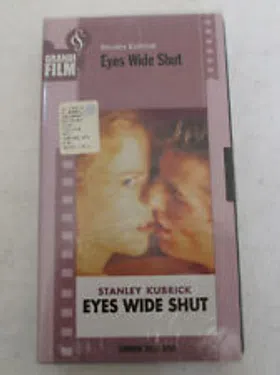 GRANDI
FILM
Stanley Kubrick
Eyes Wide Shut
STANLEY KUBRICK
EYES WIDE SHUT